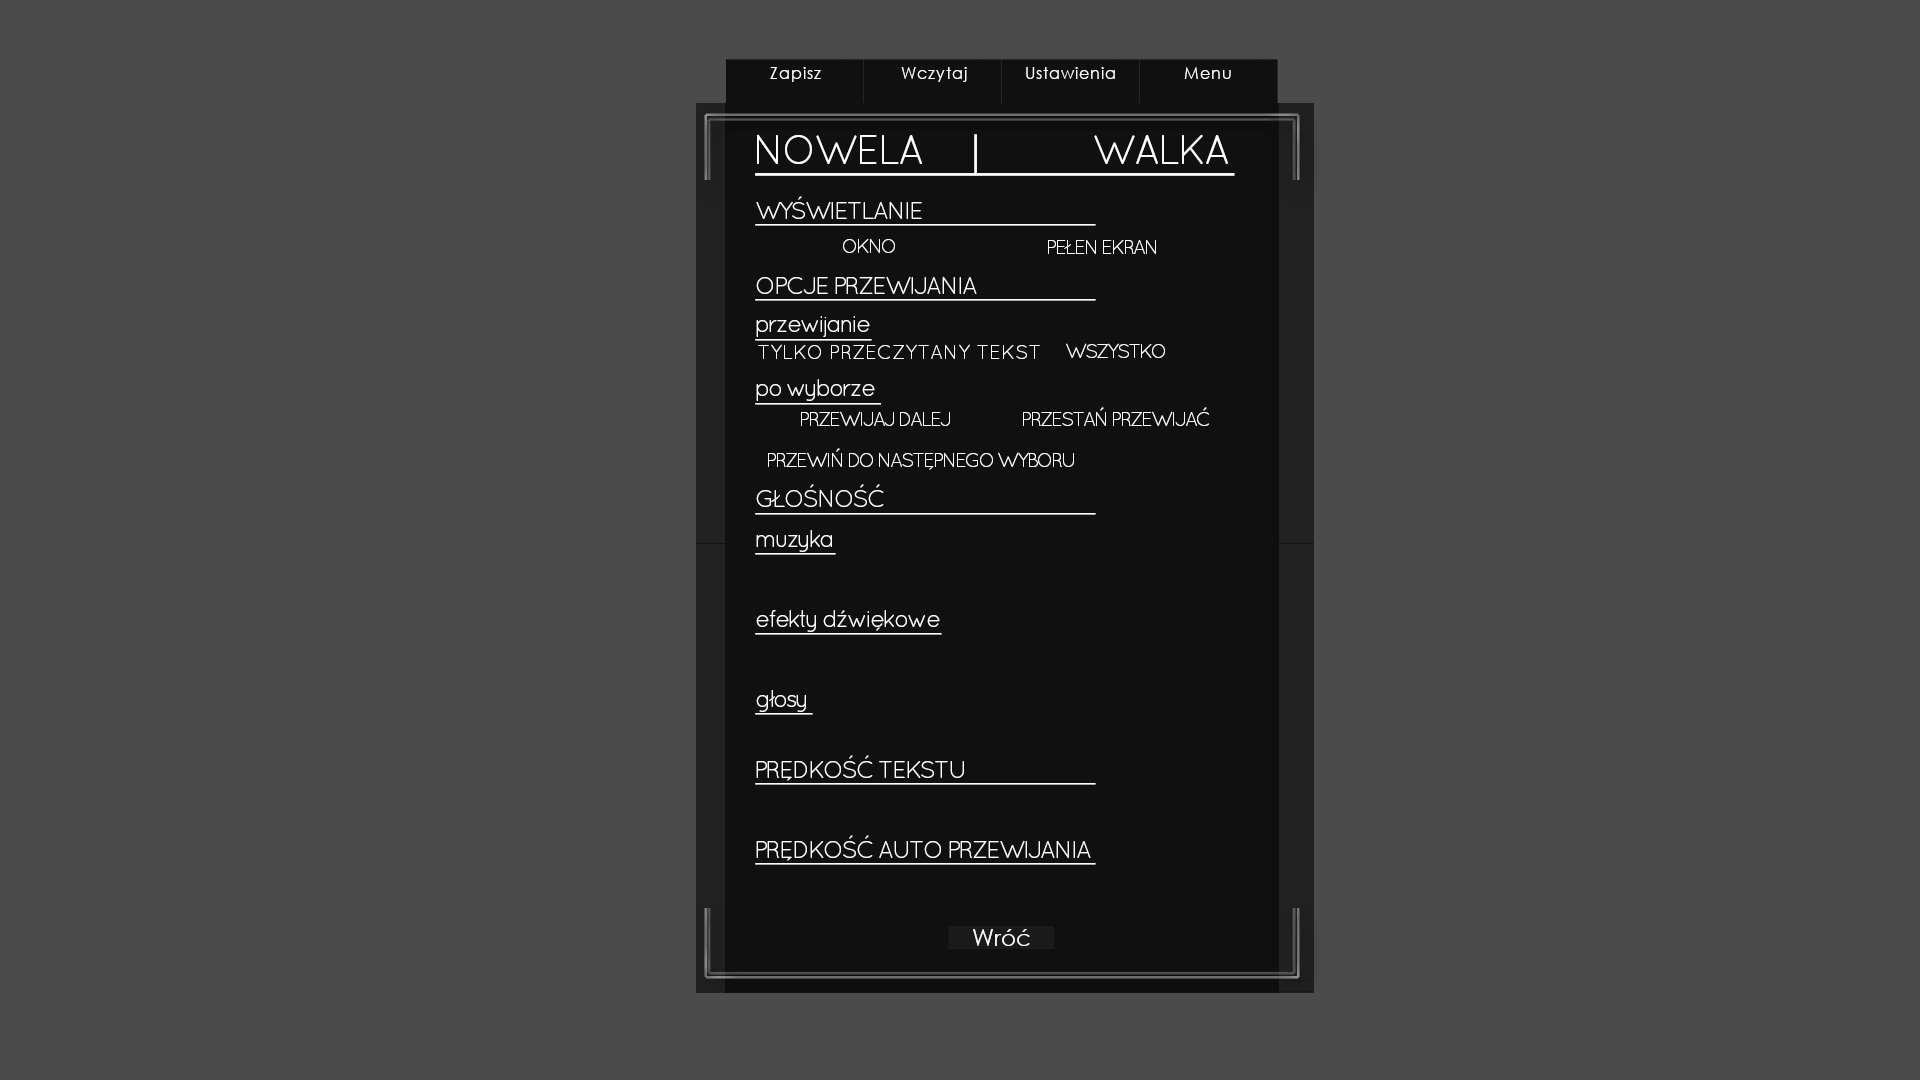 Zapisz Wczytaj Ustawienia Menu
NOWELA | WALKA
WYŚWIETLANIE
OKNO PEŁEN EKRAN
OPCJE PRZEWIJANIA
przewijanie
TYLKO PRZECZYTANY TEKST WSZYSTKO
po wyborze
PRZEWIJAJ DALEJ PRZESTAŃ PRZEWIJAĆ
PRZEWIŃ DO NASTĘPNEGO WYBORU
GŁOŚNOŚĆ
muzyka
efekty dźwiękowe
głosy
PRĘDKOŚĆ TEKSTU
PRĘDKOŚĆ AUTO PRZEWIJANIA
Wróć